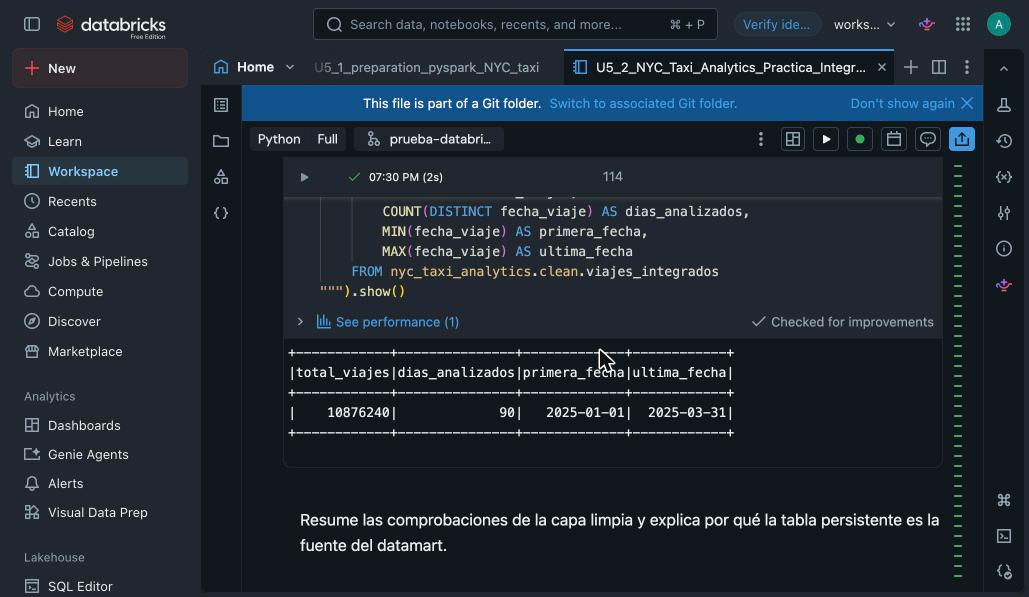 databricks
Free Edition
Search data, notebooks, recents, and more...
⌘ + P
Verify ide...
works...
A
New
Home
Learn
Workspace
Recents
Catalog
Jobs & Pipelines
Compute
Discover
Marketplace
Analytics
Dashboards
Genie Agents
Alerts
Visual Data Prep
Lakehouse
SQL Editor
Home
U5_1_preparation_pyspark_NYC_taxi
U5_2_NYC_Taxi_Analytics_Practica_Integr...
This file is part of a Git folder. Switch to associated Git folder.
Don't show again
Python
Full
prueba-databri...
07:30 PM (2s)
114
COUNT(DISTINCT fecha_viaje) AS dias_analizados,
MIN(fecha_viaje) AS primera_fecha,
MAX(fecha_viaje) AS ultima_fecha
FROM nyc_taxi_analytics.clean.viajes_integrados
""").show()
See performance (1)
Checked for improvements
+------------+---------------+-------------+------------+
|total_viajes|dias_analizados|primera_fecha|ultima_fecha|
+------------+---------------+-------------+------------+
|    10876240|             90|   2025-01-01|  2025-03-31|
+------------+---------------+-------------+------------+
Resume las comprobaciones de la capa limpia y explica por qué la tabla persistente es la
fuente del datamart.